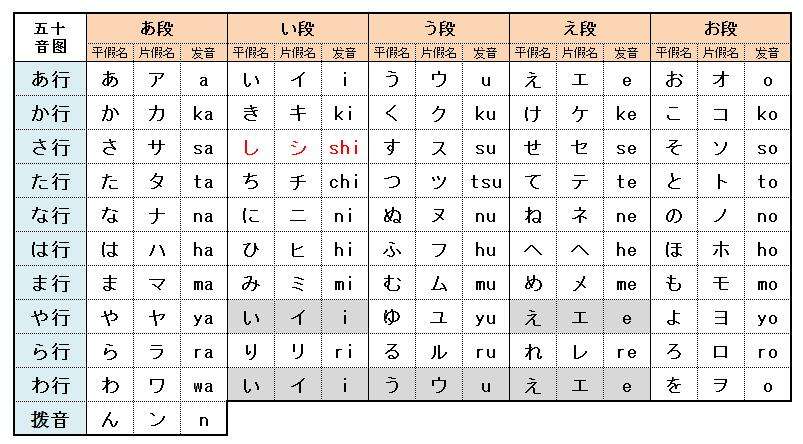 五十音图 あ段 い段 う段 え段 お段
平假名 片假名 发音 平假名 片假名 发音 平假名 片假名 发音 平假名 片假名 发音 平假名 片假名 发音
あ行 あ ア a い イ i う ウ u え エ e お オ o
か行 か カ ka き キ ki く ク ku け ケ ke こ コ ko
さ行 さ サ sa し シ shi す ス su せ セ se そ ソ so
た行 た タ ta ち チ chi つ ツ tsu て テ te と ト to
な行 な ナ na に ニ ni ぬ ヌ nu ね ネ ne の ノ no
は行 は ハ ha ひ ヒ hi ふ フ hu へ ヘ he ほ ホ ho
ま行 ま マ ma み ミ mi む ム mu め メ me も モ mo
や行 や ヤ ya い イ i ゆ ユ yu え エ e よ ヨ yo
ら行 ら ラ ra り リ ri る ル ru れ レ re ろ ロ ro
わ行 わ ワ wa い イ i う ウ u え エ e を ヲ o
拨音 ん ン n